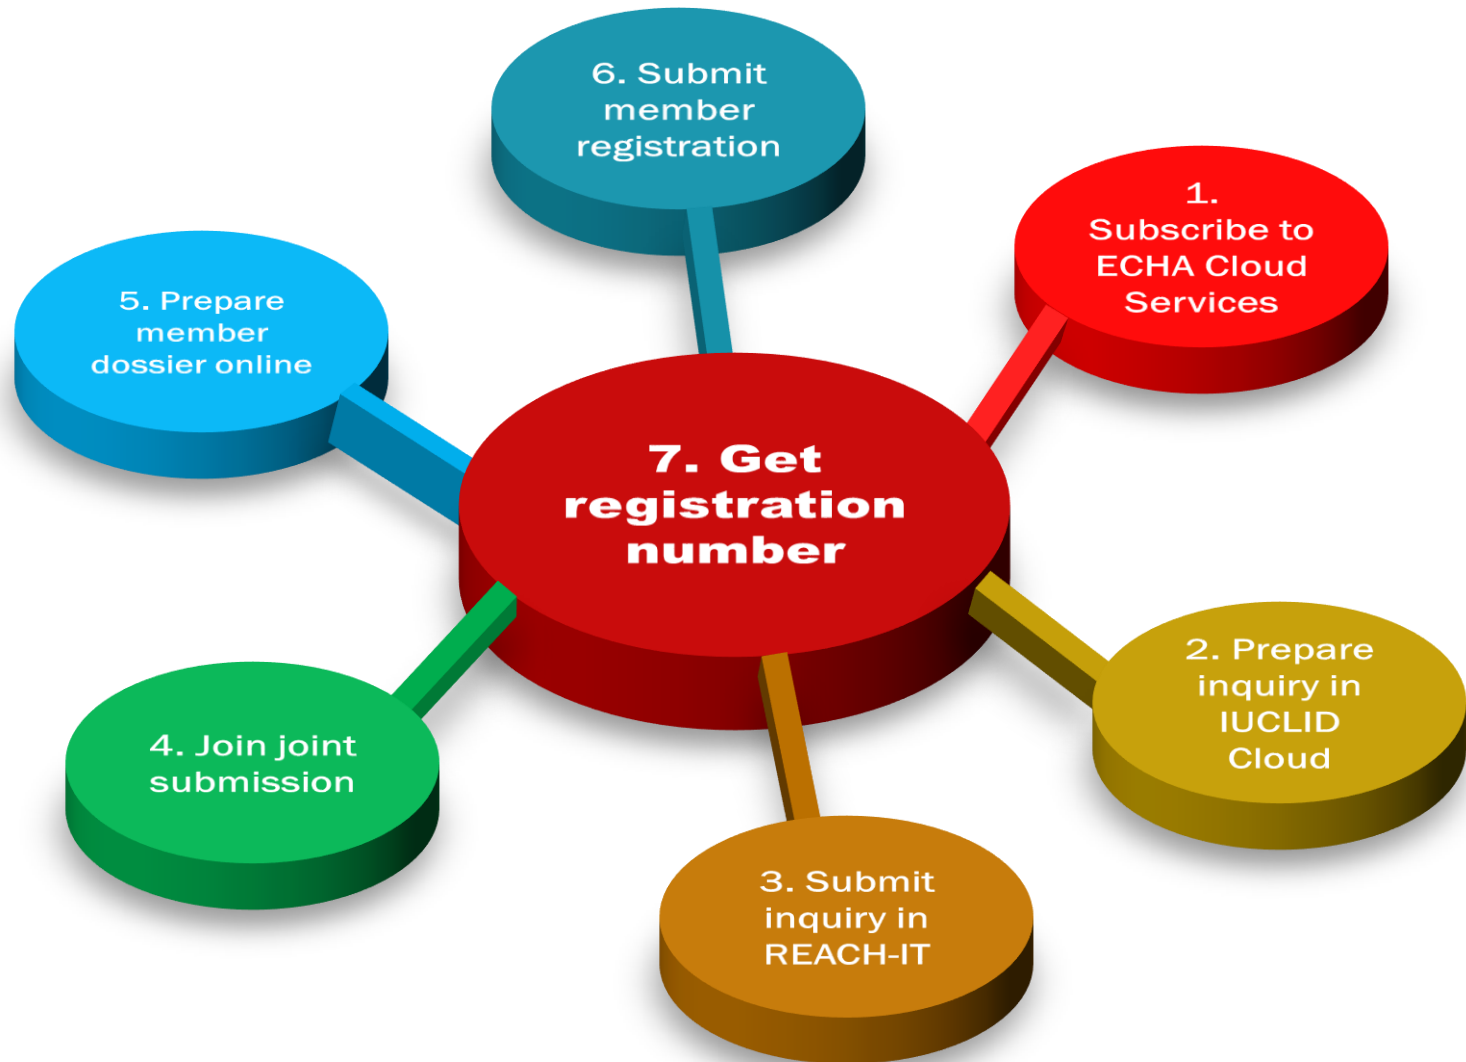 6. Submit
member
registration
1.
Subscribe to
ECHA Cloud
Services
5. Prepare
member
dossier online
7. Get
registration
number
2. Prepare
inquiry in
IUCLID
Cloud
4. Join joint
submission
3. Submit
inquiry in
REACH-IT